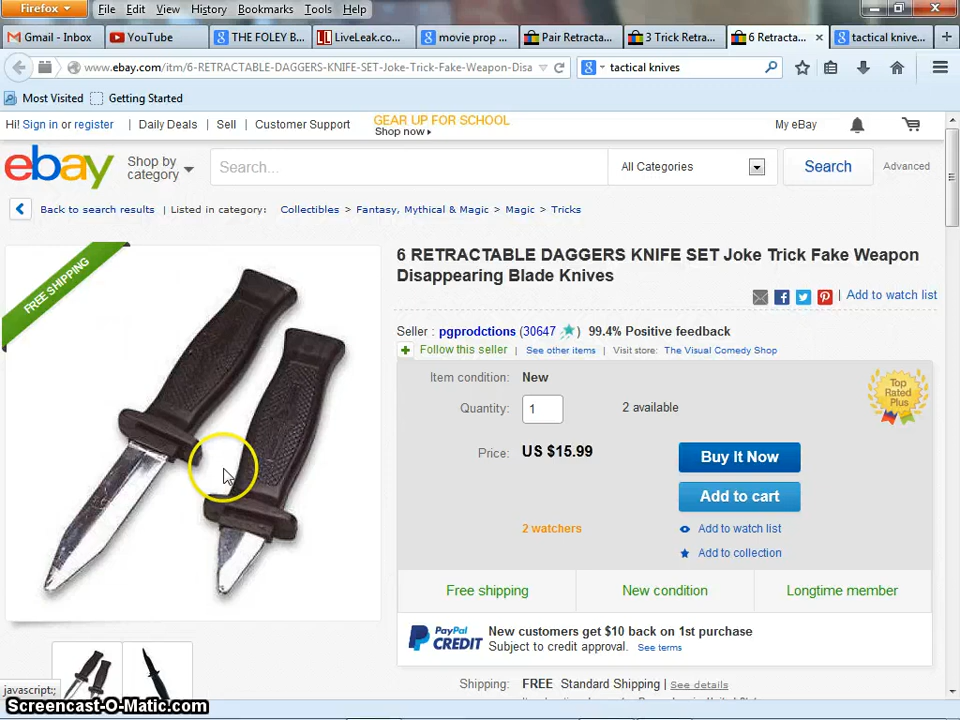 Firefox File Edit View History Bookmarks Tools Help
Gmail - Inbox YouTube THE FOLEY B... LiveLeak.co... movie prop ... Pair Retracta... 3 Trick Retra... 6 Retracta... tactical knive...
www.ebay.com/itm/6-RETRACTABLE-DAGGERS-KNIFE-SET-Joke-Trick-Fake-Weapon-Disa tactical knives
Most Visited Getting Started
Hi! Sign in or register Daily Deals Sell Customer Support GEAR UP FOR SCHOOL My eBay
Shop now
ebay Shop by category Search... All Categories Search Advanced
Back to search results | Listed in category: Collectibles > Fantasy, Mythical & Magic > Magic > Tricks
FREE SHIPPING
6 RETRACTABLE DAGGERS KNIFE SET Joke Trick Fake Weapon
Disappearing Blade Knives
| Add to watch list
Seller : pgprodctions (30647 ) 99.4% Positive feedback
+ Follow this seller | See other items | Visit store: The Visual Comedy Shop
Item condition: New
Top Rated Plus
Quantity: 1 2 available
Price: US $15.99 Buy It Now
Add to cart
2 watchers Add to watch list
Add to collection
Free shipping New condition Longtime member
PayPal CREDIT New customers get $10 back on 1st purchase
Subject to credit approval. See terms
Shipping: FREE Standard Shipping | See details
javascript:;
Screencast-O-Matic.com